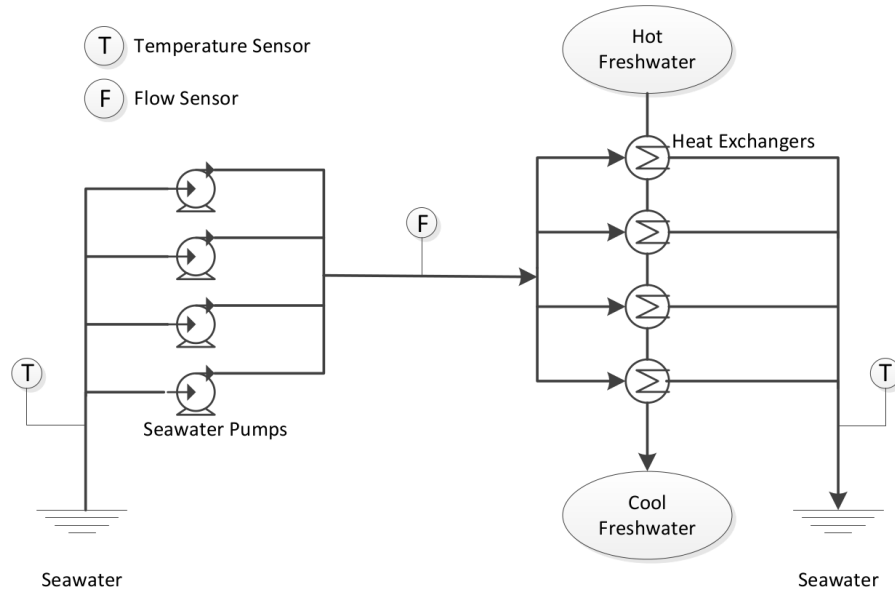 T Temperature Sensor
F Flow Sensor
Hot
Freshwater
Heat Exchangers
F
T
T
Seawater Pumps
Cool
Freshwater
Seawater
Seawater